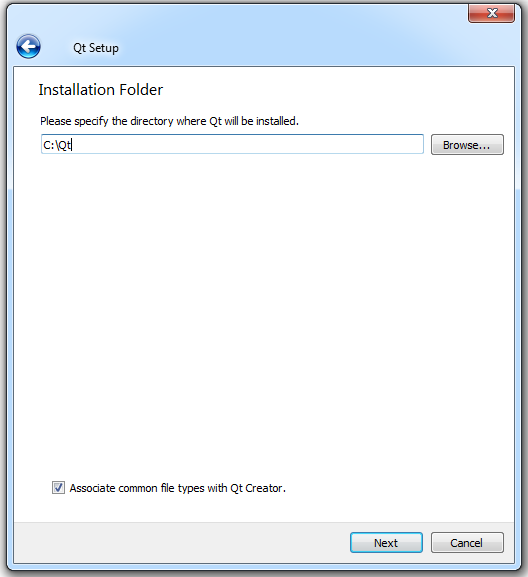 Qt Setup
Installation Folder
Please specify the directory where Qt will be installed.
C:\Qt
Browse...
Associate common file types with Qt Creator.
Next
Cancel